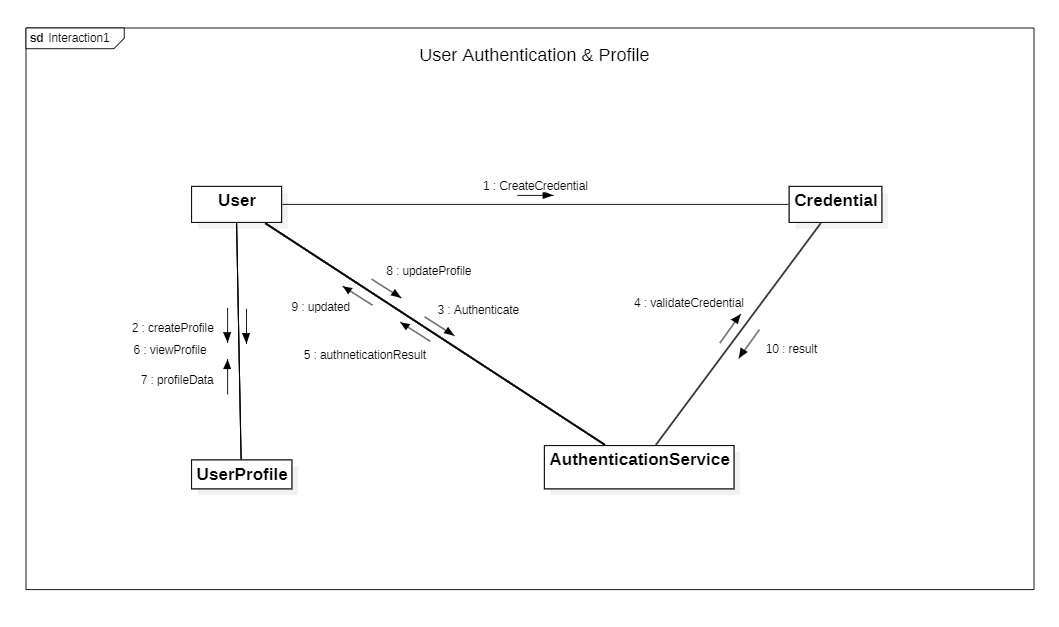 sd Interaction1
User Authentication & Profile
1 : CreateCredential
User
Credential
8 : updateProfile
9 : updated
4 : validateCredential
3 : Authenticate
2 : createProfile
6 : viewProfile
10 : result
5 : authneticationResult
7 : profileData
AuthenticationService
UserProfile